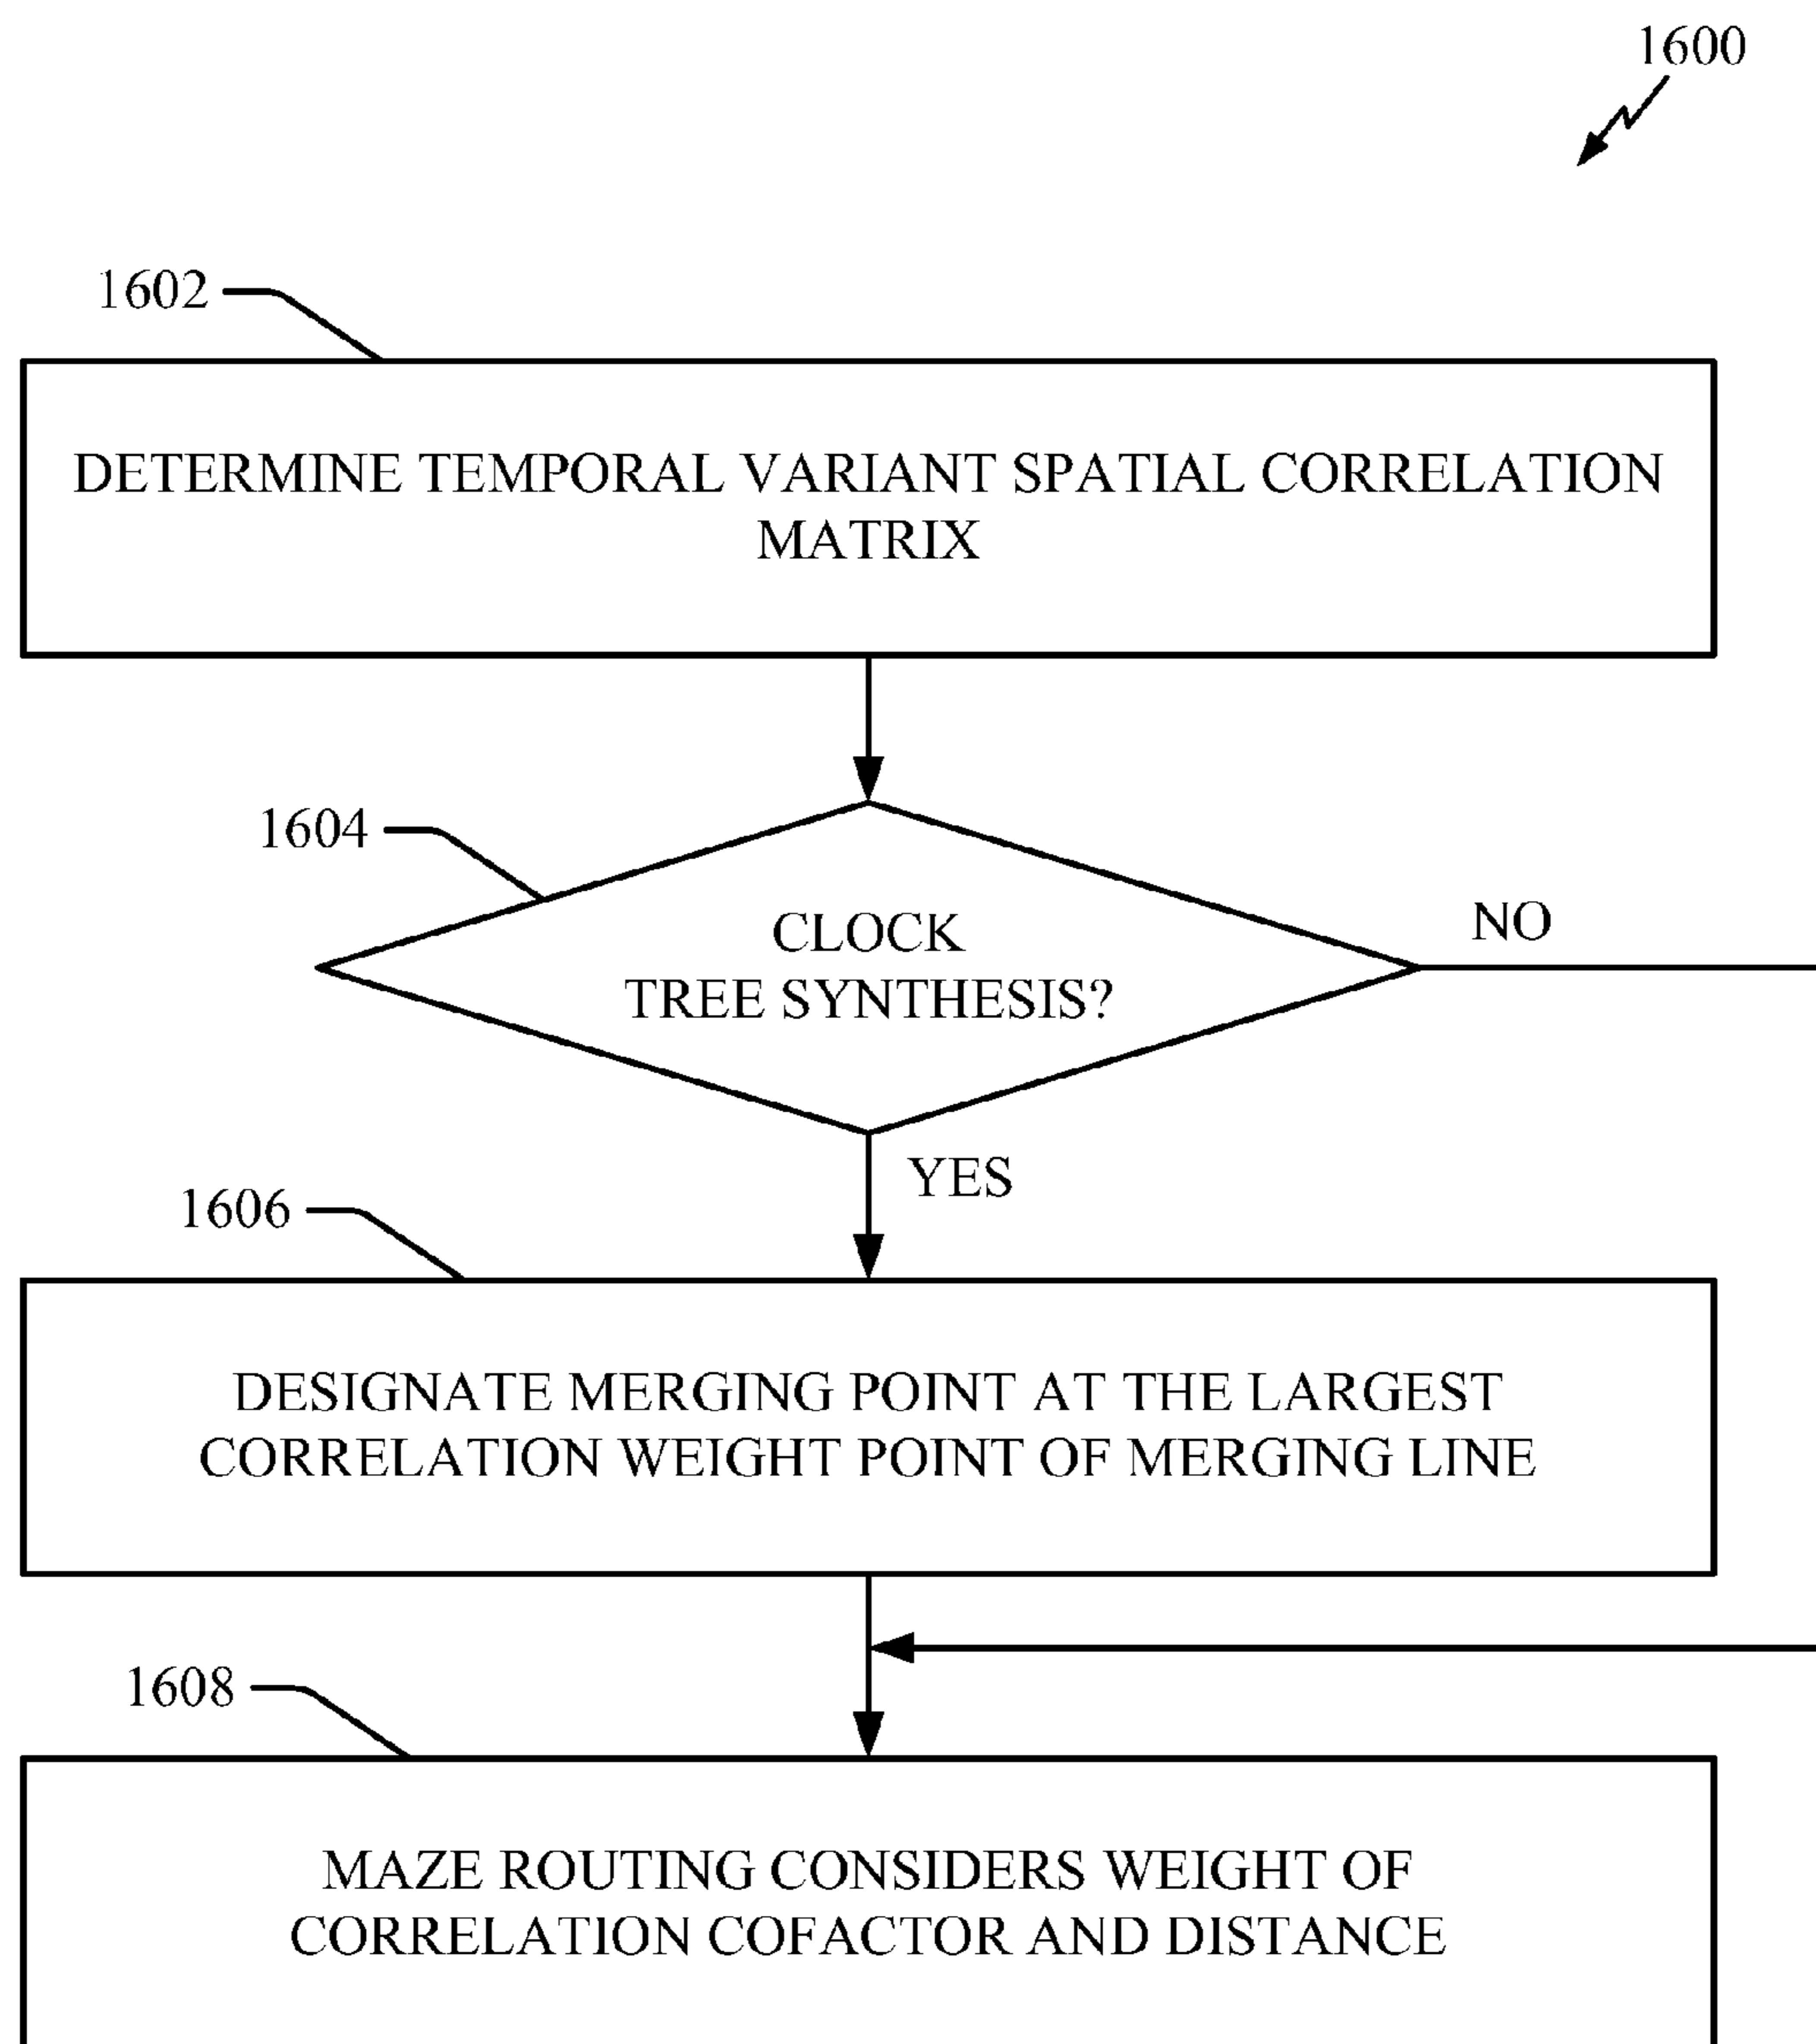 1600
1602
DETERMINE TEMPORAL VARIANT SPATIAL CORRELATION
MATRIX
1604
CLOCK
TREE SYNTHESIS?
NO
YES
1606
DESIGNATE MERGING POINT AT THE LARGEST
CORRELATION WEIGHT POINT OF MERGING LINE
1608
MAZE ROUTING CONSIDERS WEIGHT OF
CORRELATION COFACTOR AND DISTANCE